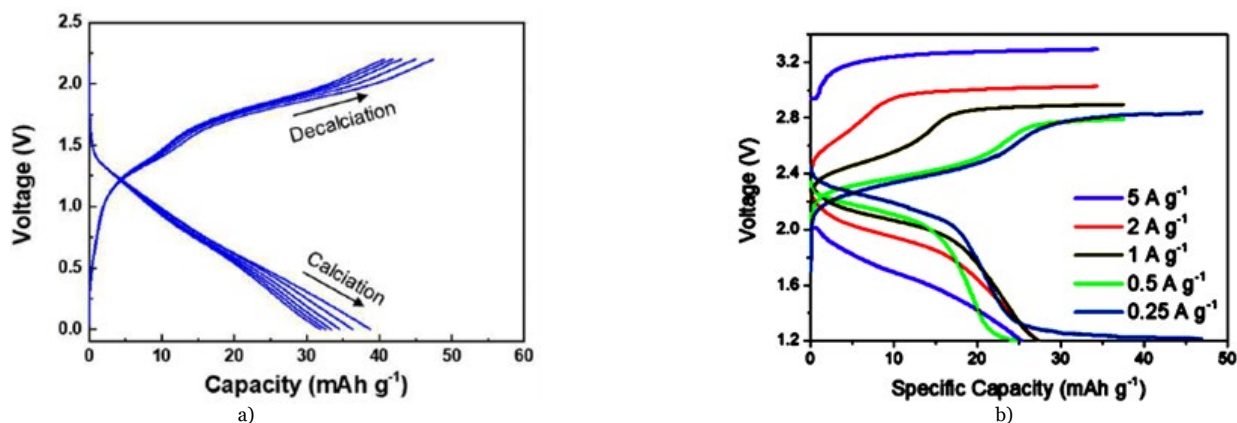 2.5
2.0
1.5
1.0
0.5
0.0
Voltage (V)
Decalciation
Calciation
0 10 20 30 40 50 60
Capacity (mAh g⁻¹)
a)
3.2
2.8
2.4
2.0
1.6
1.2
Voltage (V)
5 A g⁻¹
2 A g⁻¹
1 A g⁻¹
0.5 A g⁻¹
0.25 A g⁻¹
0 10 20 30 40 50
Specific Capacity (mAh g⁻¹)
b)